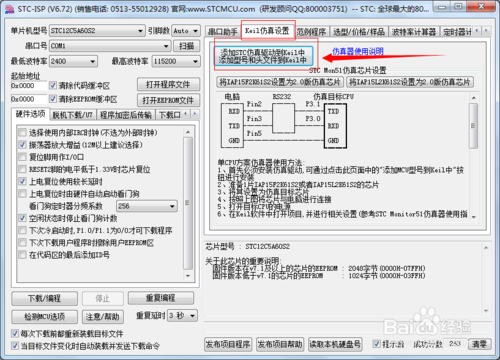 STC-ISP (V6.72) (销售电话: 0513-55012928) 官网:www.STCMCU.com (研发顾问QQ:800003751) -- STC: 全球最大的80...
单片机型号 STC12C5A60S2 引脚数 Auto
串口号 COM1 扫描
最低波特率 2400 最高波特率 115200
起始地址
0x0000 清除代码缓冲区 打开程序文件
0x0000 清除EEPROM缓冲区 打开EEPROM文件
硬件选项 脱机下载/U7 程序加密后传输 下载口
选择使用内部IRC时钟(不选为外部时钟)
振荡器放大增益(12M以上建议选择)
复位脚用作I/O口
RESET2脚的电平低于1.33V时芯片复位
上电复位使用较长延时
上电复位时由硬件自动启动看门狗
看门狗定时器分频系数 256
空闲状态时停止看门狗计数
下次冷启动时,P1.0/P1.1为0/0才可下载程序
下次下载用户程序时擦除用户EEPROM区
在代码区的最后添加ID号
下载/编程 停止 重复编程
检测MCU选项 注意/帮助 重复延时 3 秒
每次下载前都重新装载目标文件
当目标文件变化时自动装载并发送下载命令
串口助手 Keil仿真设置 范例程序 选型/价格/样品 波特率计算器 定时器计
添加STC仿真驱动到Keil中
添加型号和头文件到Keil中
仿真器使用说明
STC Mon51仿真芯片设置
将IAP15F2K61S2设置为2.0版仿真芯片 将IAP15L2K61S2设置为2.0版仿真芯片
电脑 RS232 仿真目标CPU
RXD Pin2 P3.1 TXD
TXD Pin3 P3.0 RXD
GND Pin5 GND
单CPU方案仿真器使用方法:
1、首先必须安装仿真驱动,可通过点击此页面中的"添加MCU型号到Keil中"按
钮进行安装
2、准备1片IAP15F2K61S2或者IAP15L2K61S2的芯片
3、将其设置为仿真目标芯片
4、按照上图将芯片与电脑进行连接
5、打开目标CPU的电源
6、在Keil软件中打开项目,并进行相关设置(参考STC Monitor51仿真器使用指
芯片型号 : STC12C5A60S2
关于此芯片的重要说明:
固件版本在v7.1及以上的芯片的EEPROM : 2048字节(0000H-07FFH)
固件版本低于v7.1的芯片的EEPROM : 1024字节(0000H-03FFH)
发布项目程序 发布项目帮助 读取本机硬盘号 提示音 成功计数 283 清零